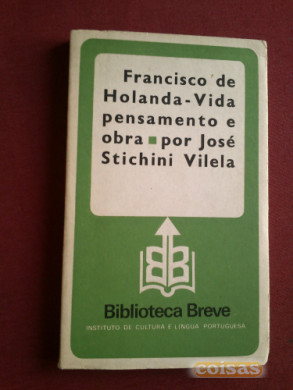 Francisco de
Holanda-Vida
pensamento e
obra ▪ por José
Stichini Vilela
Biblioteca Breve
INSTITUTO DE CULTURA E LÍNGUA PORTUGUESA
coisas